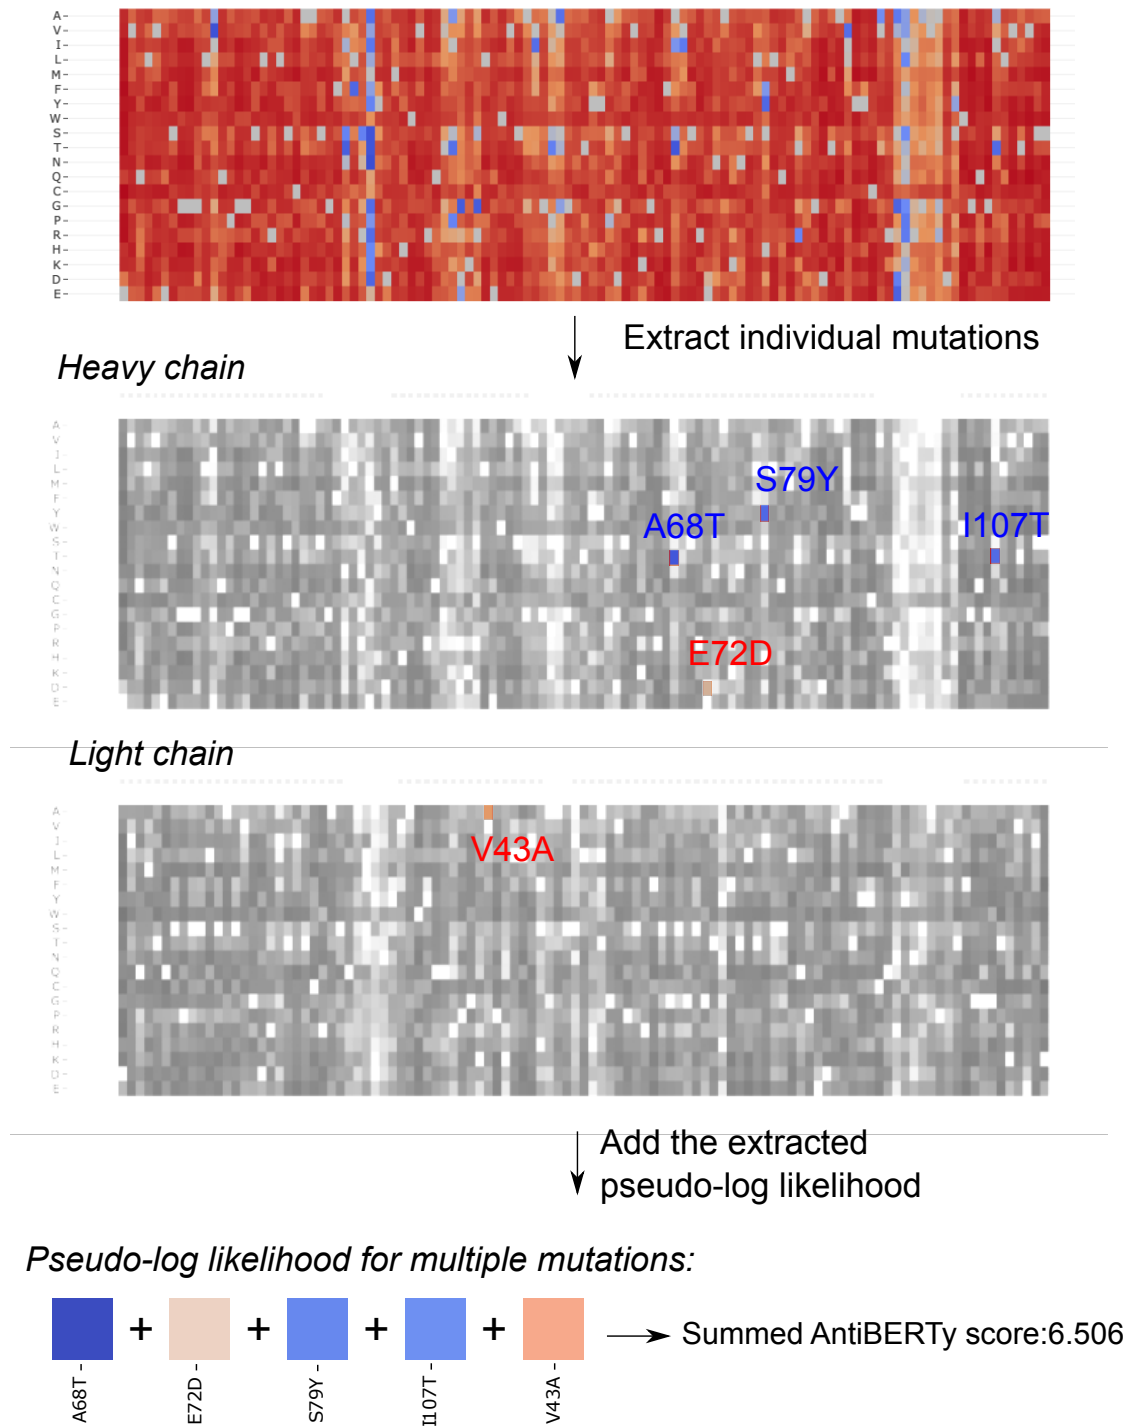 A-
V-
I-
L-
M-
F-
Y-
W-
S-
T-
N-
Q-
C-
G-
P-
R-
H-
K-
D-
E-
Extract individual mutations
Heavy chain
A-
V-
I-
L-
M-
F-
Y-
W-
S-
T-
N-
Q-
C-
G-
P-
R-
H-
K-
D-
E-
S79Y
A68T
I107T
E72D
Light chain
A-
V-
I-
L-
M-
F-
Y-
W-
S-
T-
N-
Q-
C-
G-
P-
R-
H-
K-
D-
E-
V43A
Add the extracted
pseudo-log likelihood
Pseudo-log likelihood for multiple mutations:
+ + + + Summed AntiBERTy score:6.506
A68T -
E72D -
S79Y -
I107T -
V43A -